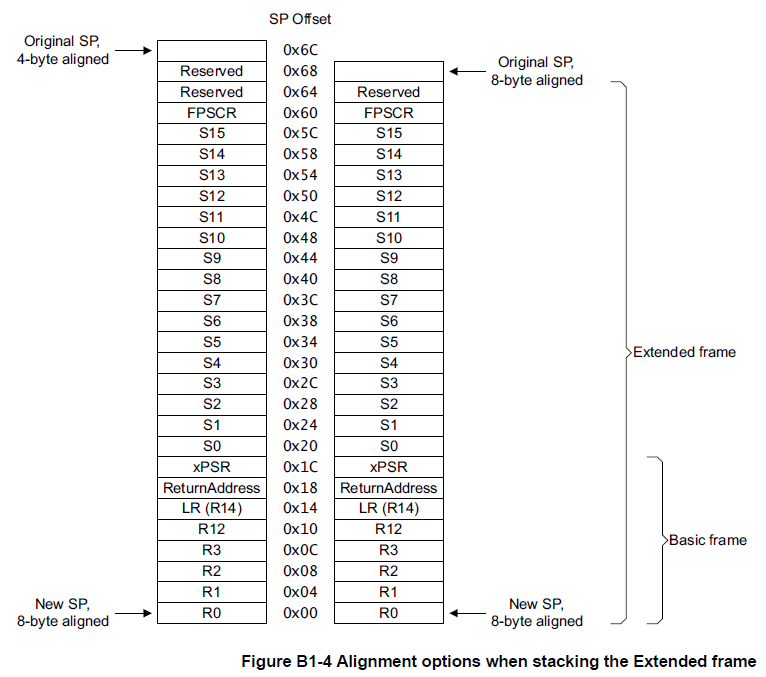 SP Offset
Original SP,
4-byte aligned
0x6C
Original SP,
8-byte aligned
Reserved 0x68
Reserved 0x64 Reserved
FPSCR 0x60 FPSCR
S15 0x5C S15
S14 0x58 S14
S13 0x54 S13
S12 0x50 S12
S11 0x4C S11
S10 0x48 S10
S9 0x44 S9
S8 0x40 S8
S7 0x3C S7
S6 0x38 S6
S5 0x34 S5
Extended frame
S4 0x30 S4
S3 0x2C S3
S2 0x28 S2
S1 0x24 S1
S0 0x20 S0
xPSR 0x1C xPSR
ReturnAddress 0x18 ReturnAddress
LR (R14) 0x14 LR (R14)
R12 0x10 R12
Basic frame
R3 0x0C R3
R2 0x08 R2
R1 0x04 R1
New SP,
8-byte aligned
R0 0x00 R0
New SP,
8-byte aligned
Figure B1-4 Alignment options when stacking the Extended frame